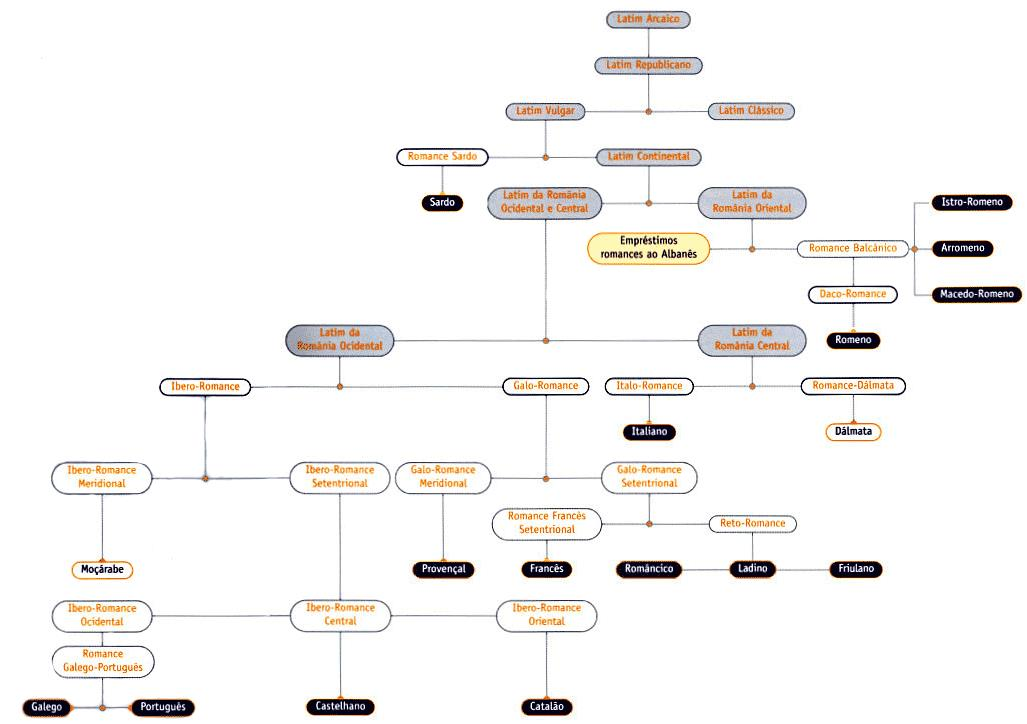 Latim Arcaico
Latim Republicano
Latim Vulgar
Latim Clássico
Romance Sardo
Latim Continental
Sardo
Latim da România
Ocidental e Central
Latim da
România Oriental
Istro-Romeno
Empréstimos
romances ao Albanês
Romance Balcânico
Arromeno
Daco-Romance
Macedo-Romeno
Latim da
România Ocidental
Latim da
România Central
Romeno
Ibero-Romance
Galo-Romance
Italo-Romance
Romance-Dálmata
Italiano
Dálmata
Ibero-Romance
Meridional
Ibero-Romance
Setentrional
Galo-Romance
Meridional
Galo-Romance
Setentrional
Romance Francês
Setentrional
Reto-Romance
Moçárabe
Provençal
Francês
Romãncico
Ladino
Friulano
Ibero-Romance
Ocidental
Ibero-Romance
Central
Ibero-Romance
Oriental
Romance
Galego-Português
Galego
Português
Castelhano
Catalão